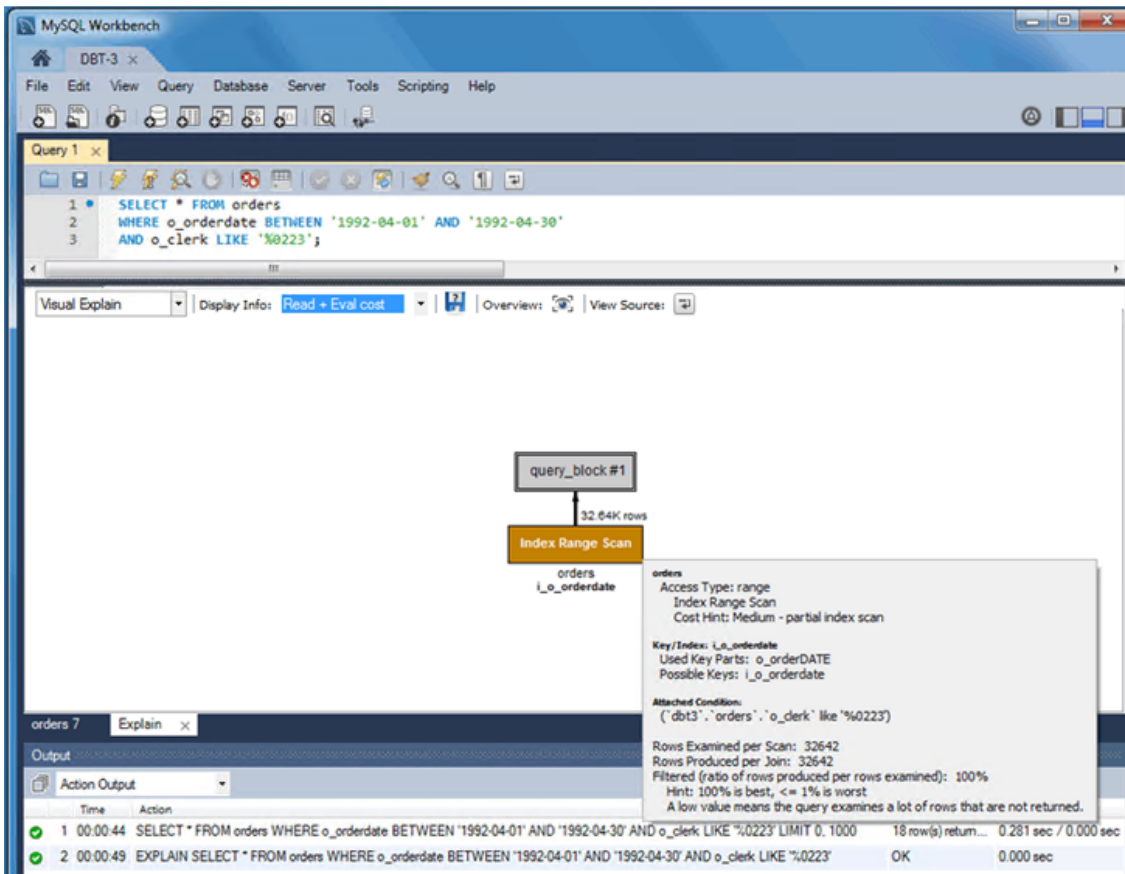 MySQL Workbench
DBT-3
File Edit View Query Database Server Tools Scripting Help
Query 1
1 SELECT * FROM orders
2 WHERE o_orderdate BETWEEN '1992-04-01' AND '1992-04-30'
3 AND o_clerk LIKE '%0223';
Visual Explain Display Info: Read + Eval cost Overview: View Source:
query_block #1
32.64K rows
Index Range Scan
orders
i_o_orderdate
orders
Access Type: range
Index Range Scan
Cost Hint: Medium - partial index scan
Key/Index: i_o_orderdate
Used Key Parts: o_orderDATE
Possible Keys: i_o_orderdate
Attached Condition:
(`dbt3`.`orders`.`o_clerk` like '%0223')
Rows Examined per Scan: 32642
Rows Produced per Join: 32642
Filtered (ratio of rows produced per rows examined): 100%
Hint: 100% is best, <= 1% is worst
A low value means the query examines a lot of rows that are not returned.
orders 7 Explain
Output
Action Output
Time Action
1 00:00:44 SELECT * FROM orders WHERE o_orderdate BETWEEN '1992-04-01' AND '1992-04-30' AND o_clerk LIKE '%0223' LIMIT 0, 1000 18 row(s) return... 0.281 sec / 0.000 sec
2 00:00:49 EXPLAIN SELECT * FROM orders WHERE o_orderdate BETWEEN '1992-04-01' AND '1992-04-30' AND o_clerk LIKE '%0223' OK 0.000 sec